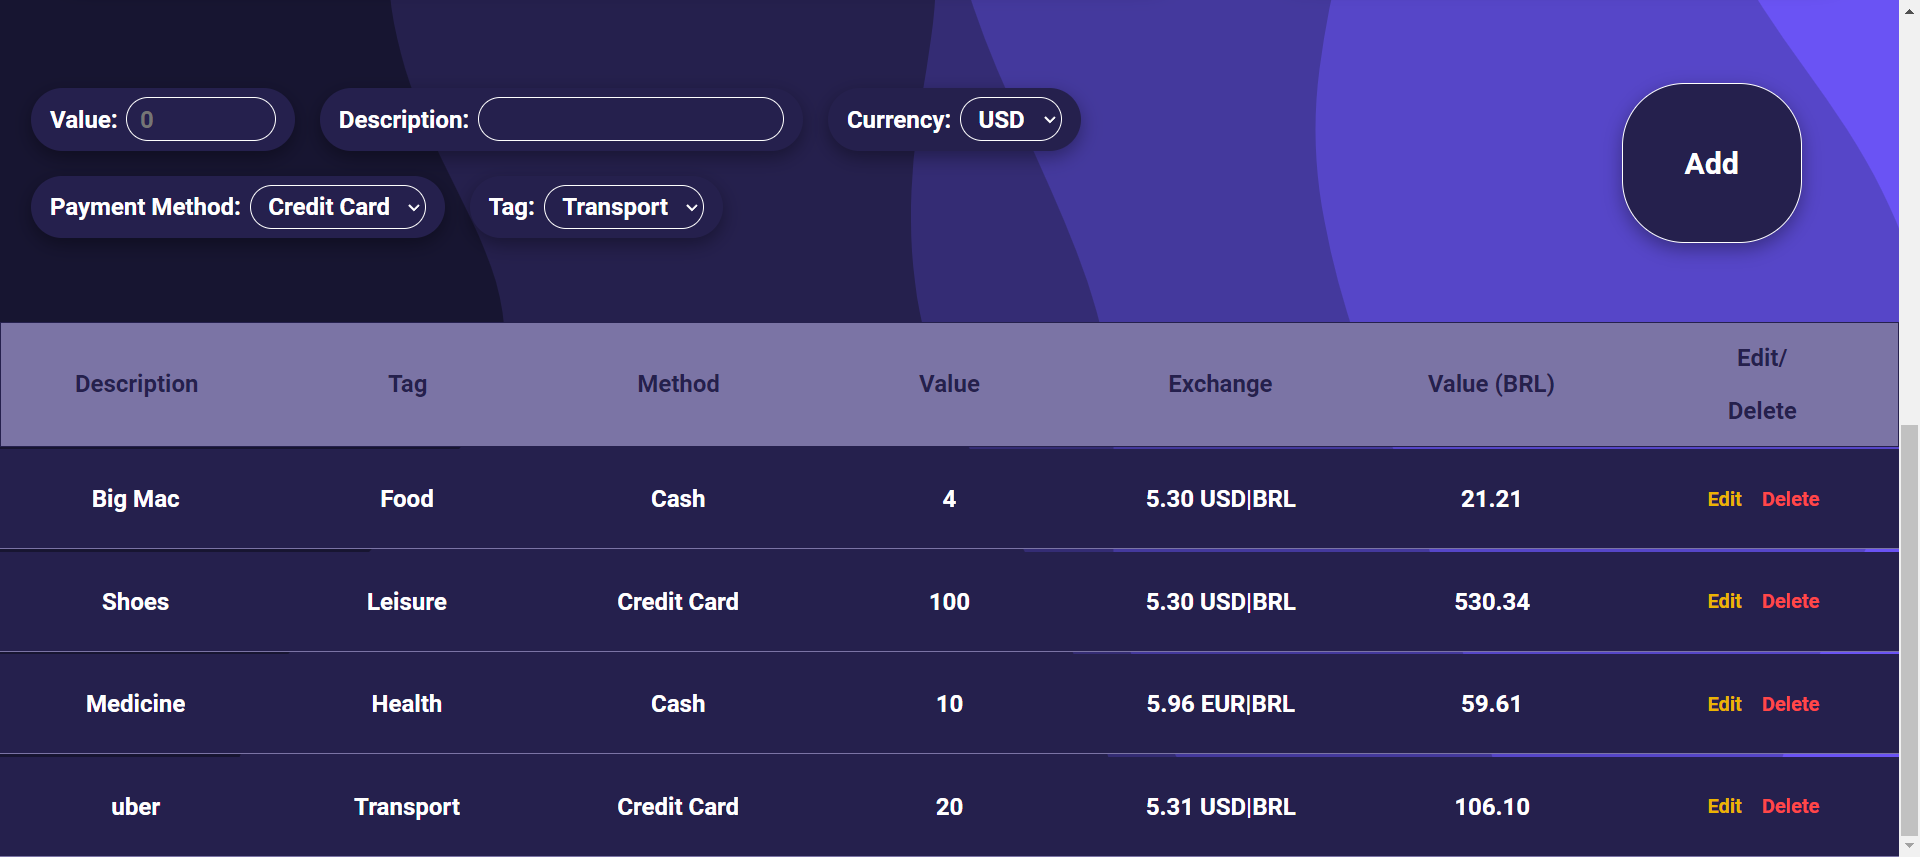 Value: 0 Description: Currency: USD
Add
Payment Method: Credit Card Tag: Transport
Description Tag Method Value Exchange Value (BRL) Edit/
Delete
Big Mac Food Cash 4 5.30 USD|BRL 21.21 Edit Delete
Shoes Leisure Credit Card 100 5.30 USD|BRL 530.34 Edit Delete
Medicine Health Cash 10 5.96 EUR|BRL 59.61 Edit Delete
uber Transport Credit Card 20 5.31 USD|BRL 106.10 Edit Delete